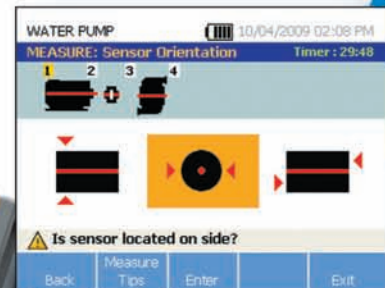 WATER PUMP 10/04/2009 02:08 PM
MEASURE: Sensor Orientation Timer: 29:48
1 2 3 4
Is sensor located on side?
Back Measure Tips Enter Exit